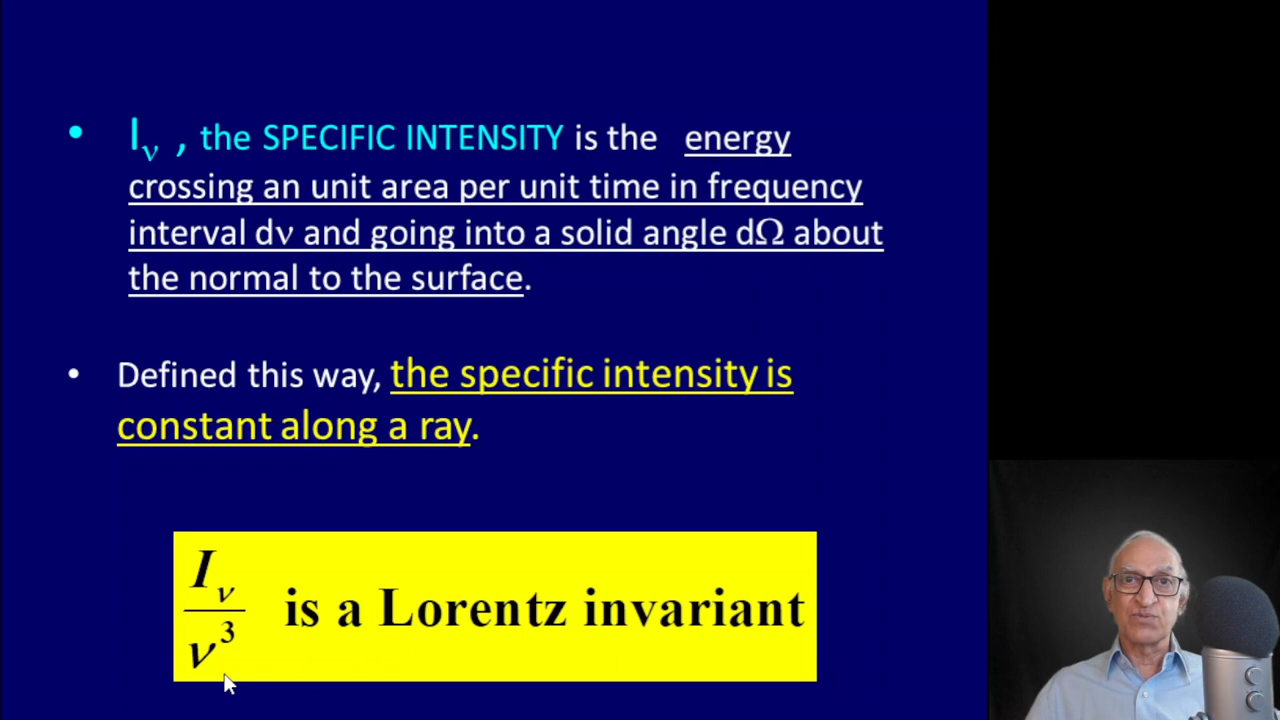 • Iν , the SPECIFIC INTENSITY is the energy
crossing an unit area per unit time in frequency
interval dν and going into a solid angle dΩ about
the normal to the surface.
• Defined this way, the specific intensity is
constant along a ray.
Iν / ν³ is a Lorentz invariant